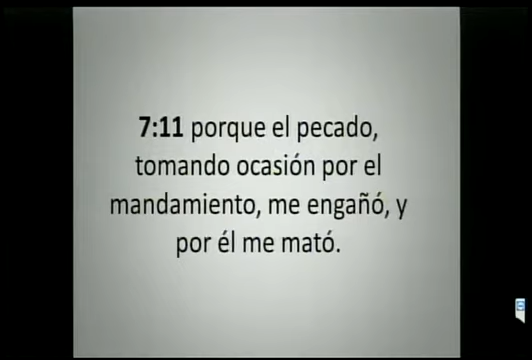 7:11 porque el pecado,
tomando ocasión por el
mandamiento, me engañó, y
por él me mató.